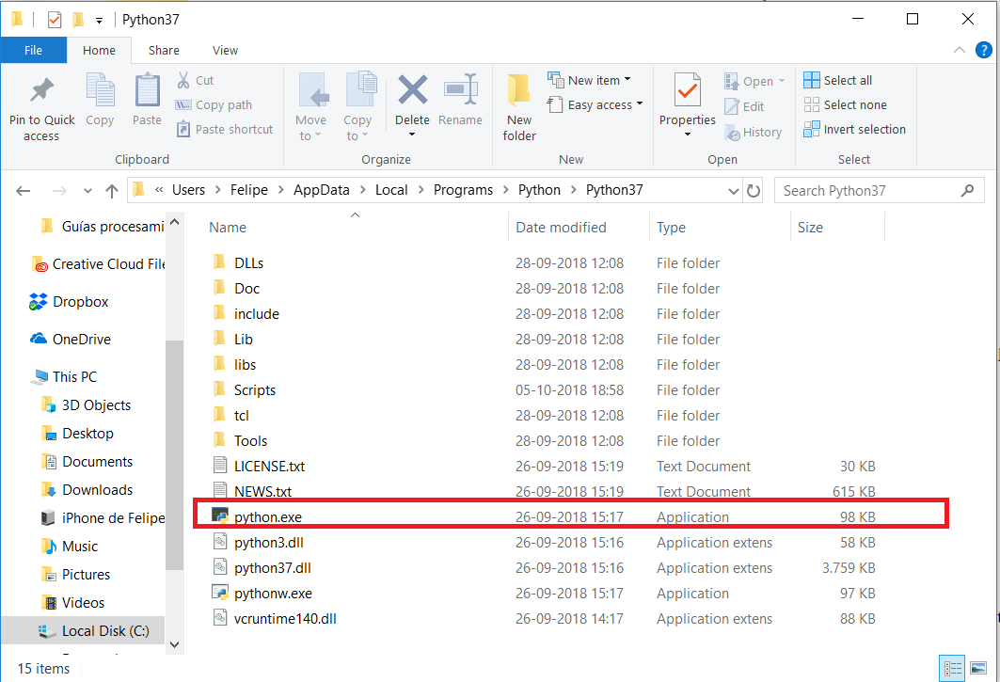 Python37
File Home Share View
Pin to Quick access
Copy
Paste
Cut
Copy path
Paste shortcut
Clipboard
Move to
Copy to
Delete
Rename
Organize
New folder
New item
Easy access
New
Properties
Open
Edit
History
Open
Select all
Select none
Invert selection
Select
« Users > Felipe > AppData > Local > Programs > Python > Python37
Search Python37
Guías procesami
Creative Cloud File
Dropbox
OneDrive
This PC
3D Objects
Desktop
Documents
Downloads
iPhone de Felipe
Music
Pictures
Videos
Local Disk (C:)
Name Date modified Type Size
DLLs 28-09-2018 12:08 File folder
Doc 28-09-2018 12:08 File folder
include 28-09-2018 12:08 File folder
Lib 28-09-2018 12:08 File folder
libs 28-09-2018 12:08 File folder
Scripts 05-10-2018 18:58 File folder
tcl 28-09-2018 12:08 File folder
Tools 28-09-2018 12:08 File folder
LICENSE.txt 26-09-2018 15:19 Text Document 30 KB
NEWS.txt 26-09-2018 15:19 Text Document 615 KB
python.exe 26-09-2018 15:17 Application 98 KB
python3.dll 26-09-2018 15:16 Application extens 58 KB
python37.dll 26-09-2018 15:16 Application extens 3.759 KB
pythonw.exe 26-09-2018 15:17 Application 97 KB
vcruntime140.dll 26-09-2018 14:17 Application extens 88 KB
15 items